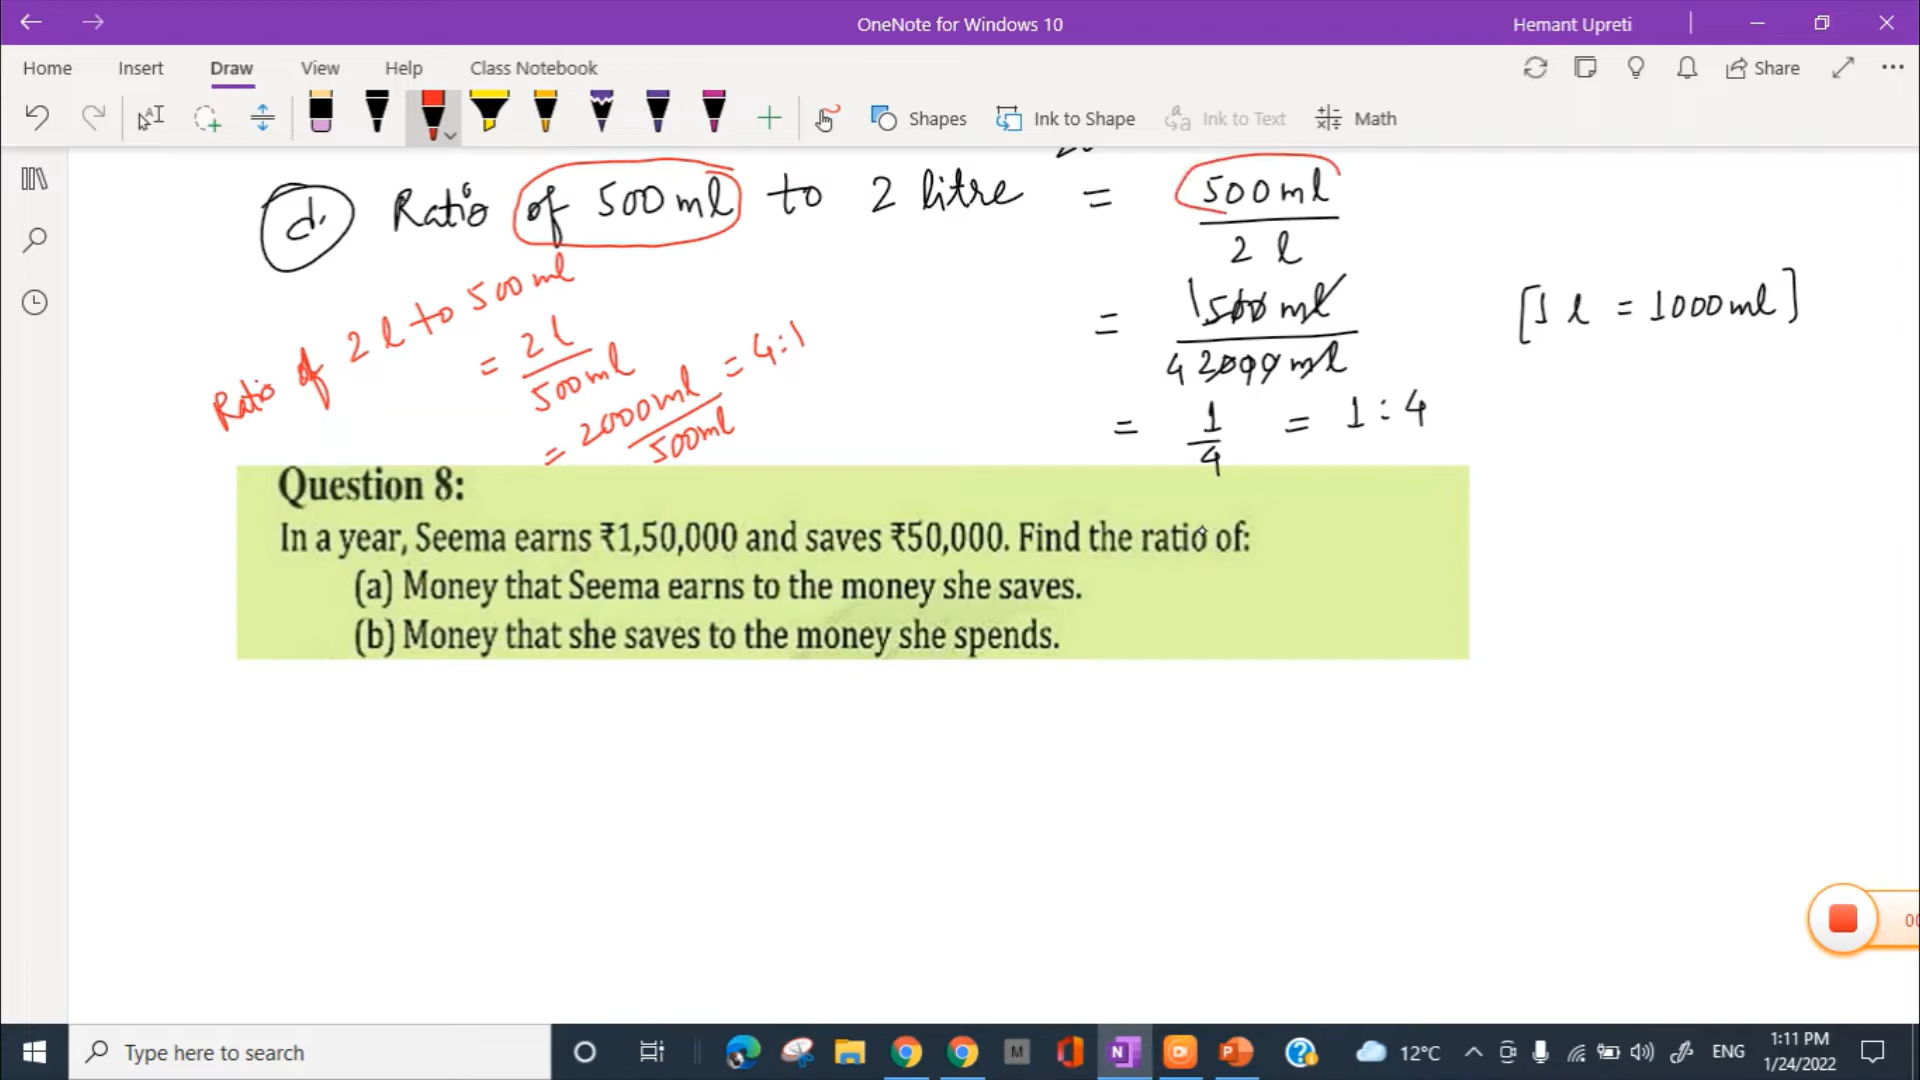 OneNote for Windows 10
Hemant Upreti
Home Insert Draw View Help Class Notebook
Share
Shapes Ink to Shape Ink to Text Math
d. Ratio of 500 ml to 2 litre = 500 ml / 2 l
Ratio of 2 l to 500 ml
= 2 l / 500 ml
= 2000 ml / 500 ml = 4:1
= 1 500 ml / 4 2000 ml [1 l = 1000 ml]
= 1/4 = 1 : 4
Question 8:
In a year, Seema earns ₹1,50,000 and saves ₹50,000. Find the ratio of:
(a) Money that Seema earns to the money she saves.
(b) Money that she saves to the money she spends.
Type here to search
12°C
ENG
1:11 PM
1/24/2022